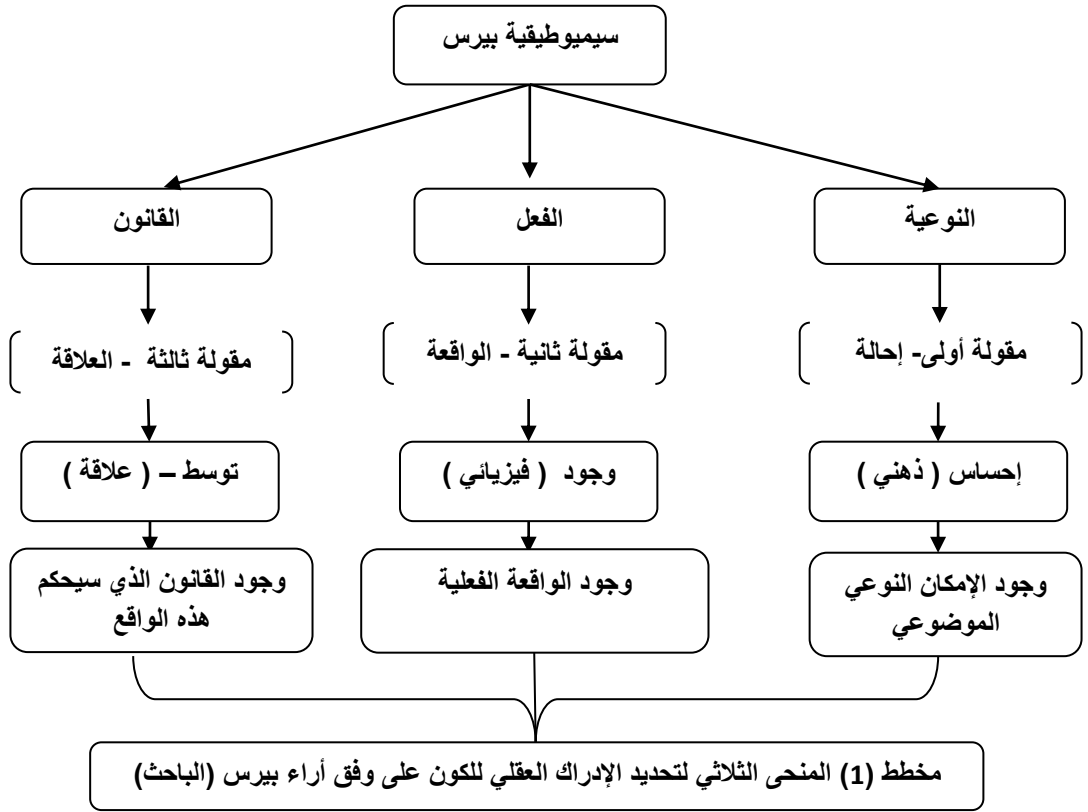 سيميوطيقية بيرس
النوعية
الفعل
القانون
مقولة أولى- إحالة
مقولة ثانية - الواقعة
مقولة ثالثة - العلاقة
إحساس ( ذهني )
وجود ( فيزيائي )
توسط – ( علاقة )
وجود الإمكان النوعي
الموضوعي
وجود الواقعة الفعلية
وجود القانون الذي سيحكم
هذه الواقع
مخطط (1) المنحى الثلاثي لتحديد الإدراك العقلي للكون على وفق أراء بيرس (الباحث)